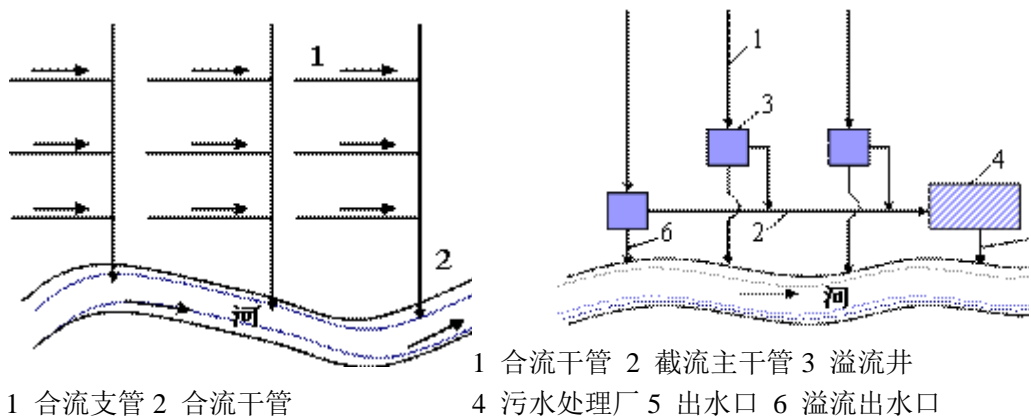 1
2
河
1
3
4
2
6
河
1 合流支管 2 合流干管
1 合流干管 2 截流主干管 3 溢流井
4 污水处理厂 5 出水口 6 溢流出水口